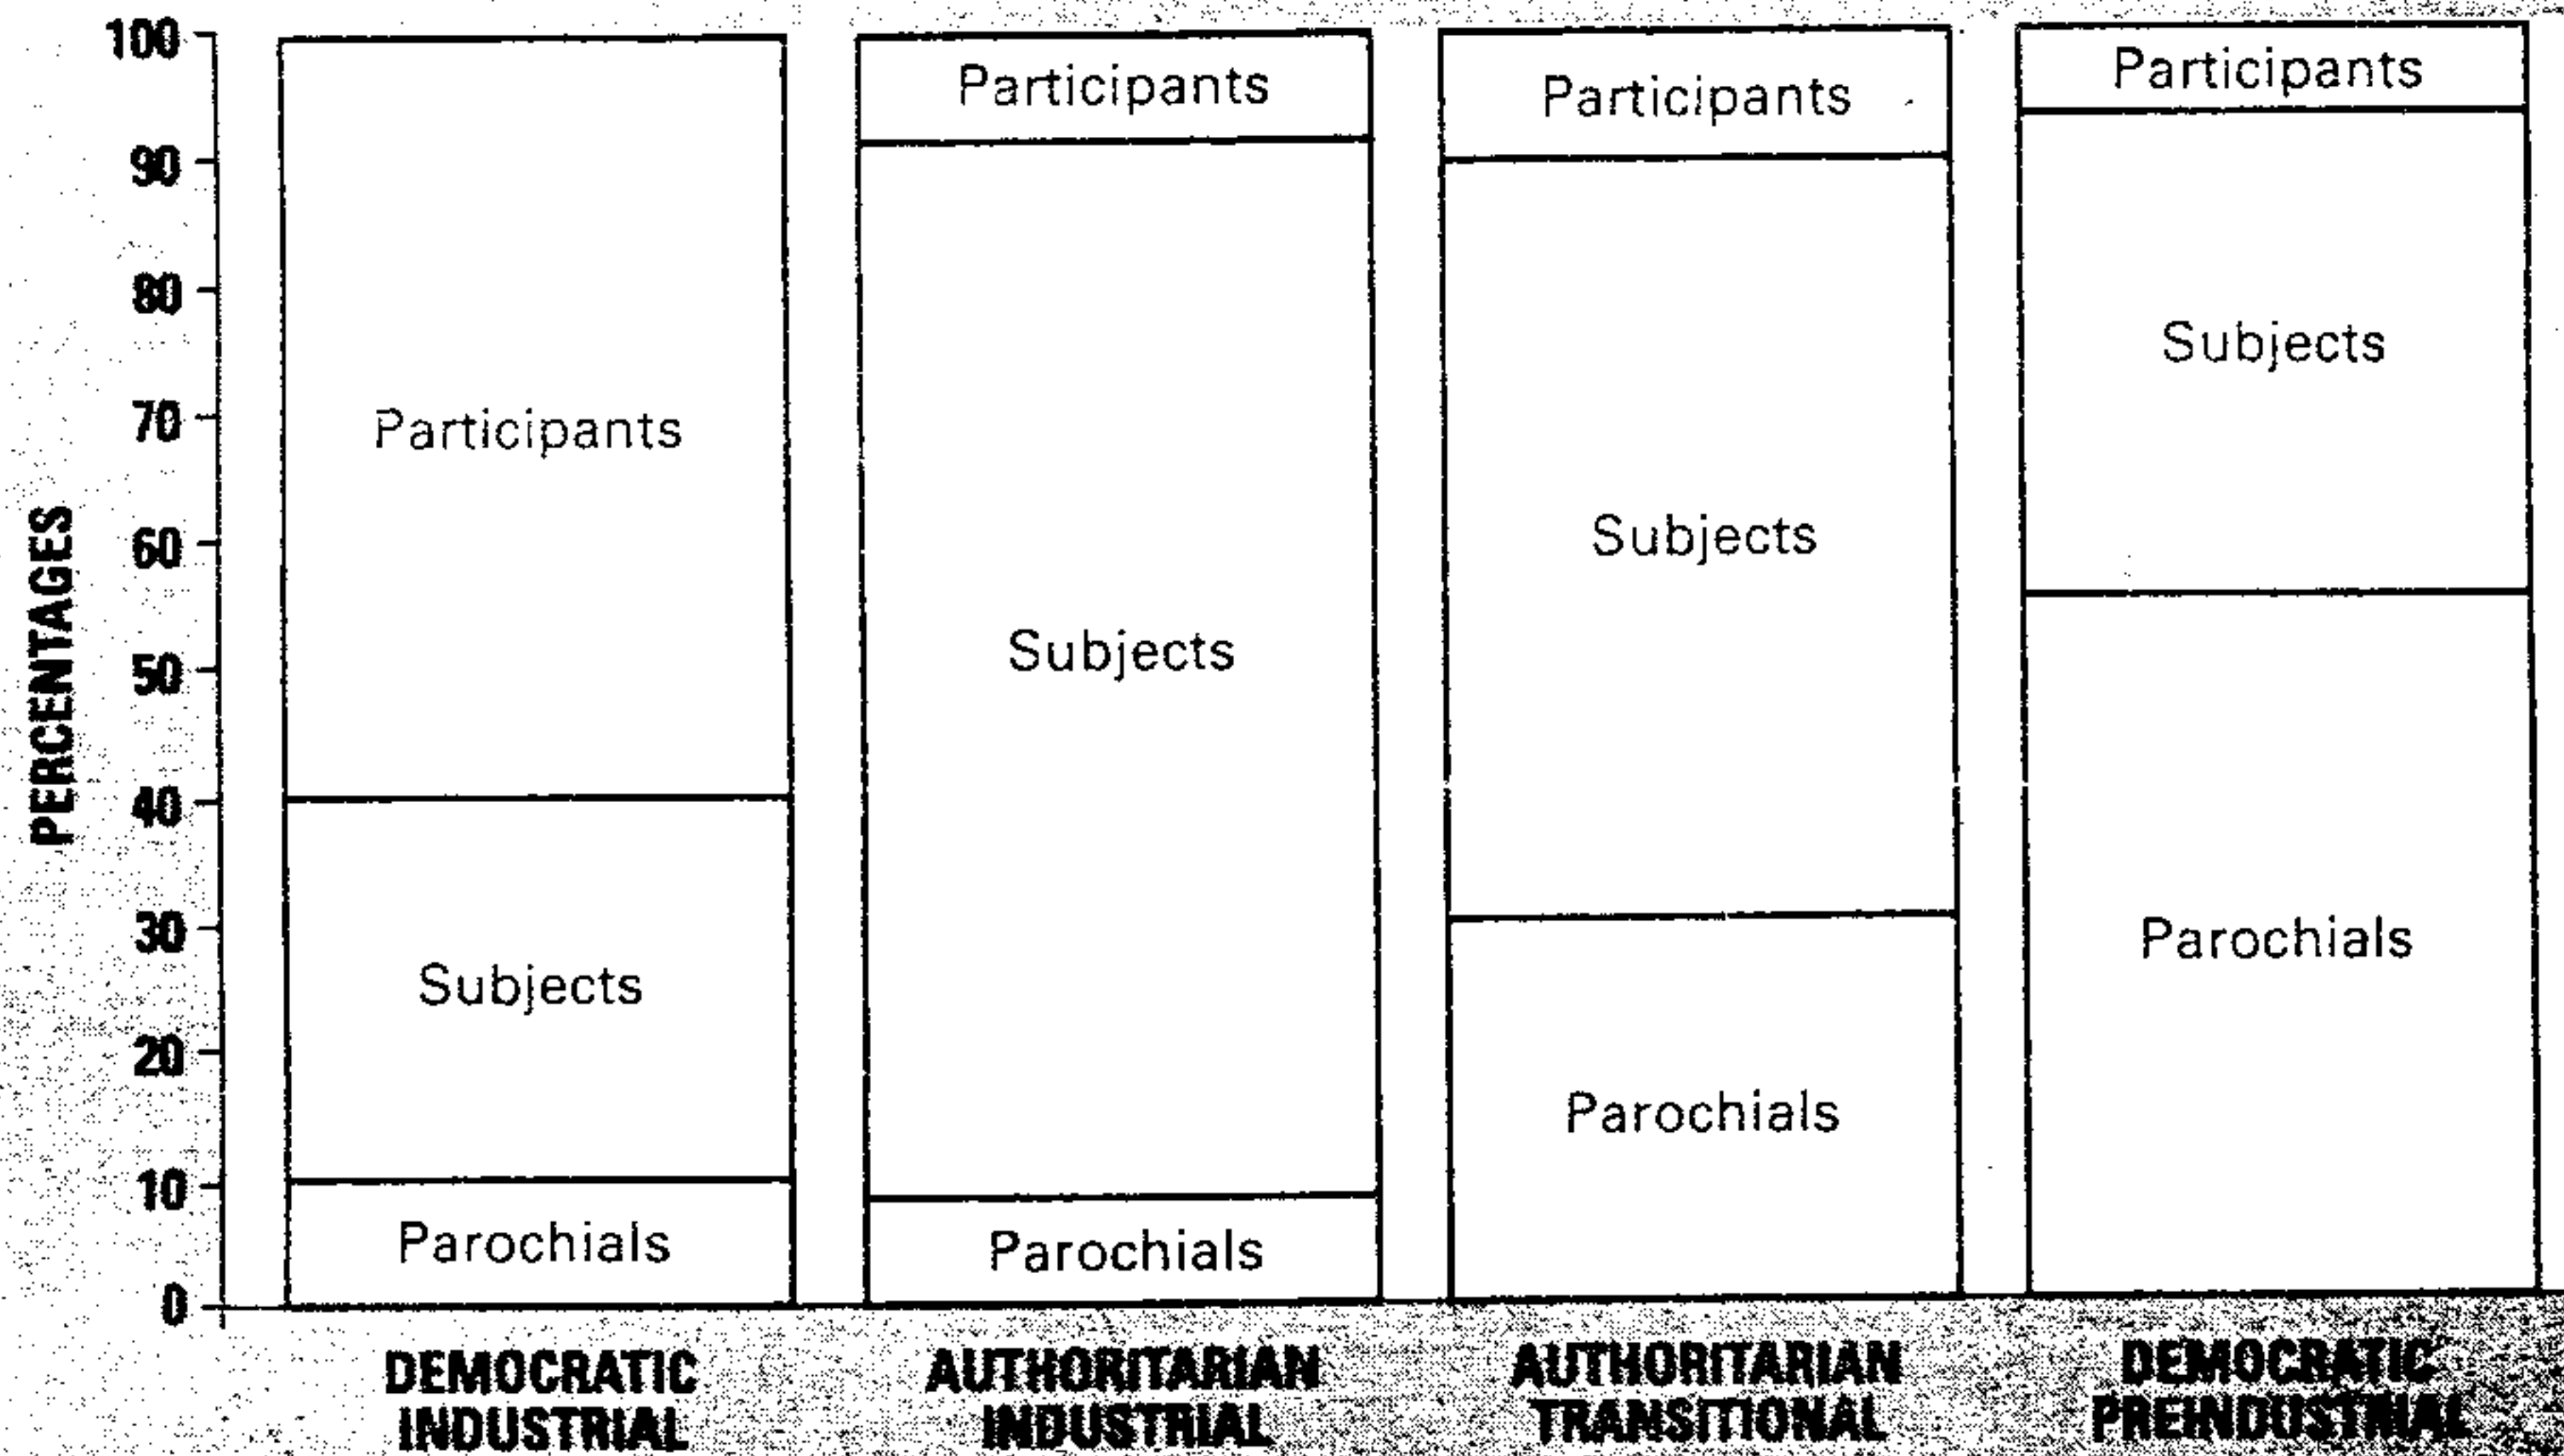 PERCENTAGES
100
90
80
70
60
50
40
30
20
10
0
Participants
Subjects
Parochials
Participants
Subjects
Parochials
Participants
Subjects
Parochials
Participants
Subjects
Parochials
DEMOCRATIC
INDUSTRIAL
AUTHORITARIAN
INDUSTRIAL
AUTHORITARIAN
TRANSITIONAL
DEMOCRATIC
PREINDUSTRIAL